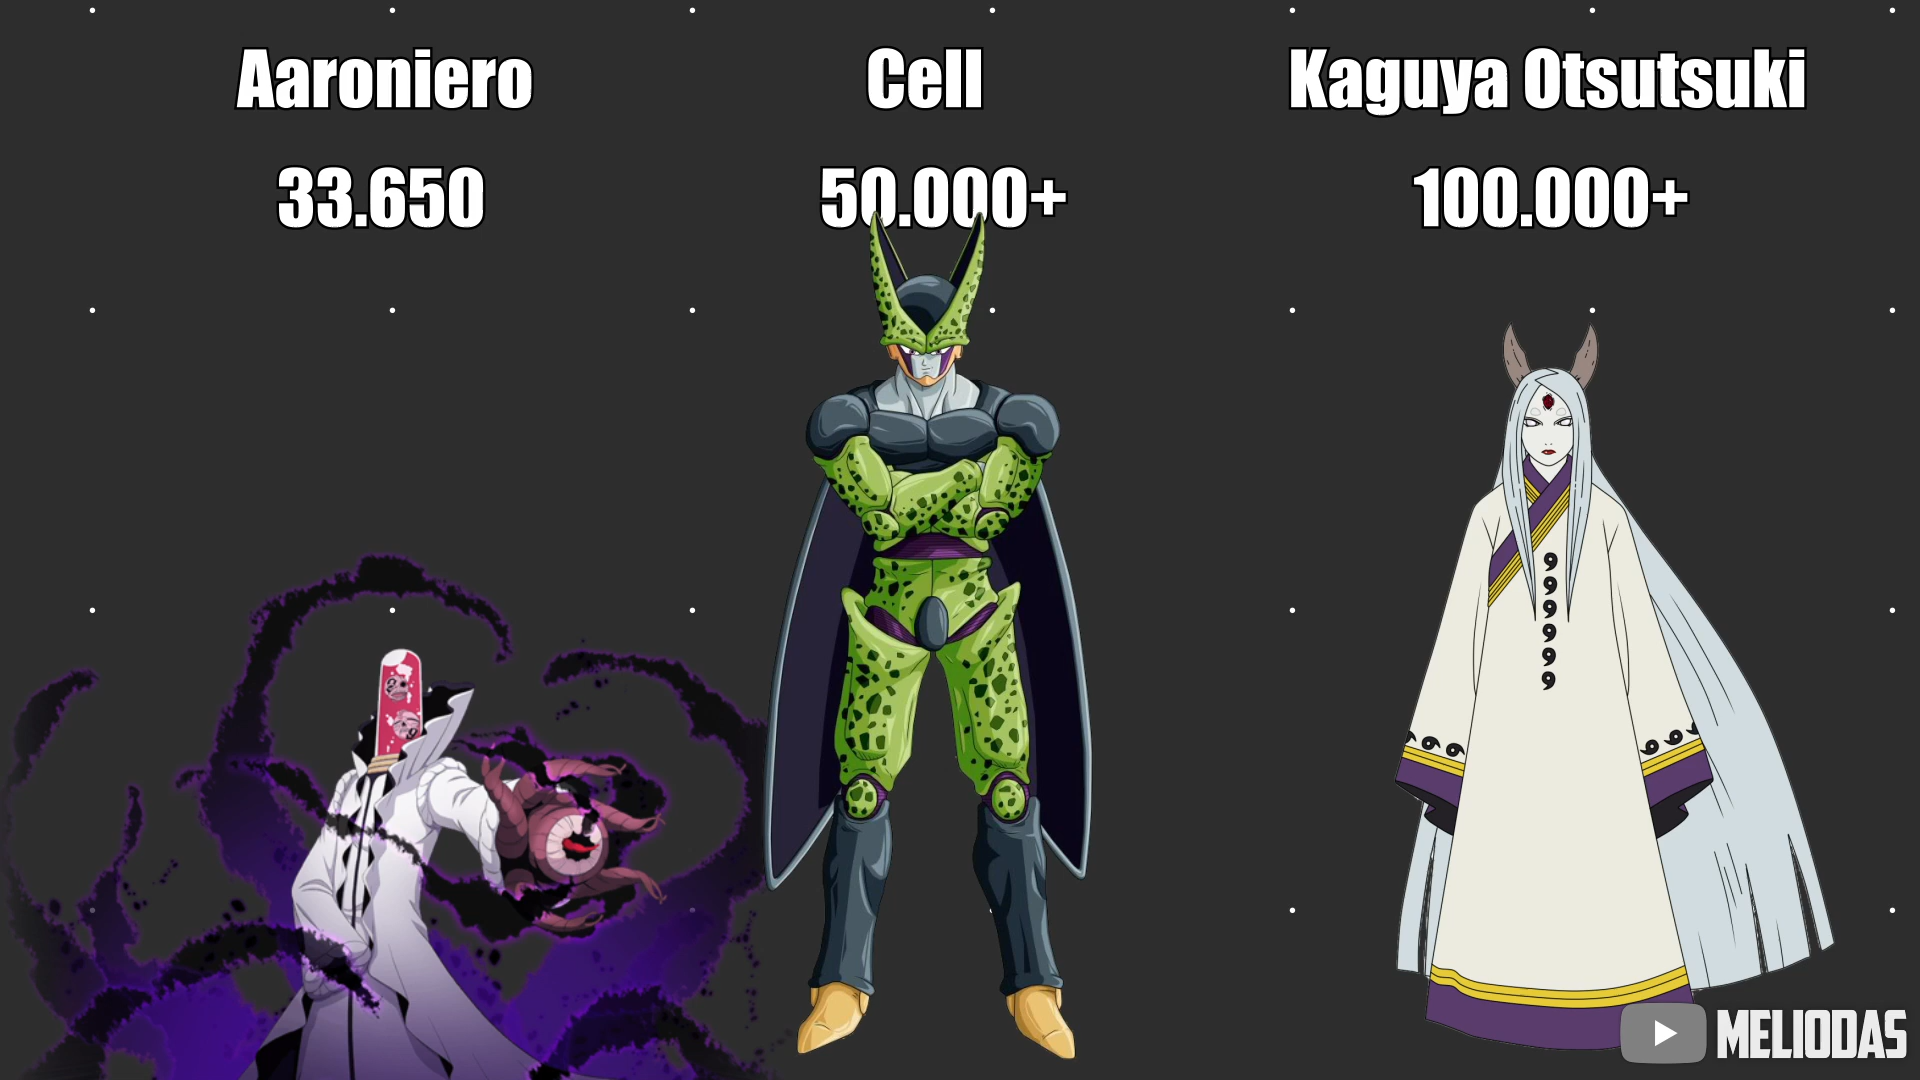 Aaroniero
33.650
Cell
50.000+
Kaguya Otsutsuki
100.000+
MELIODAS